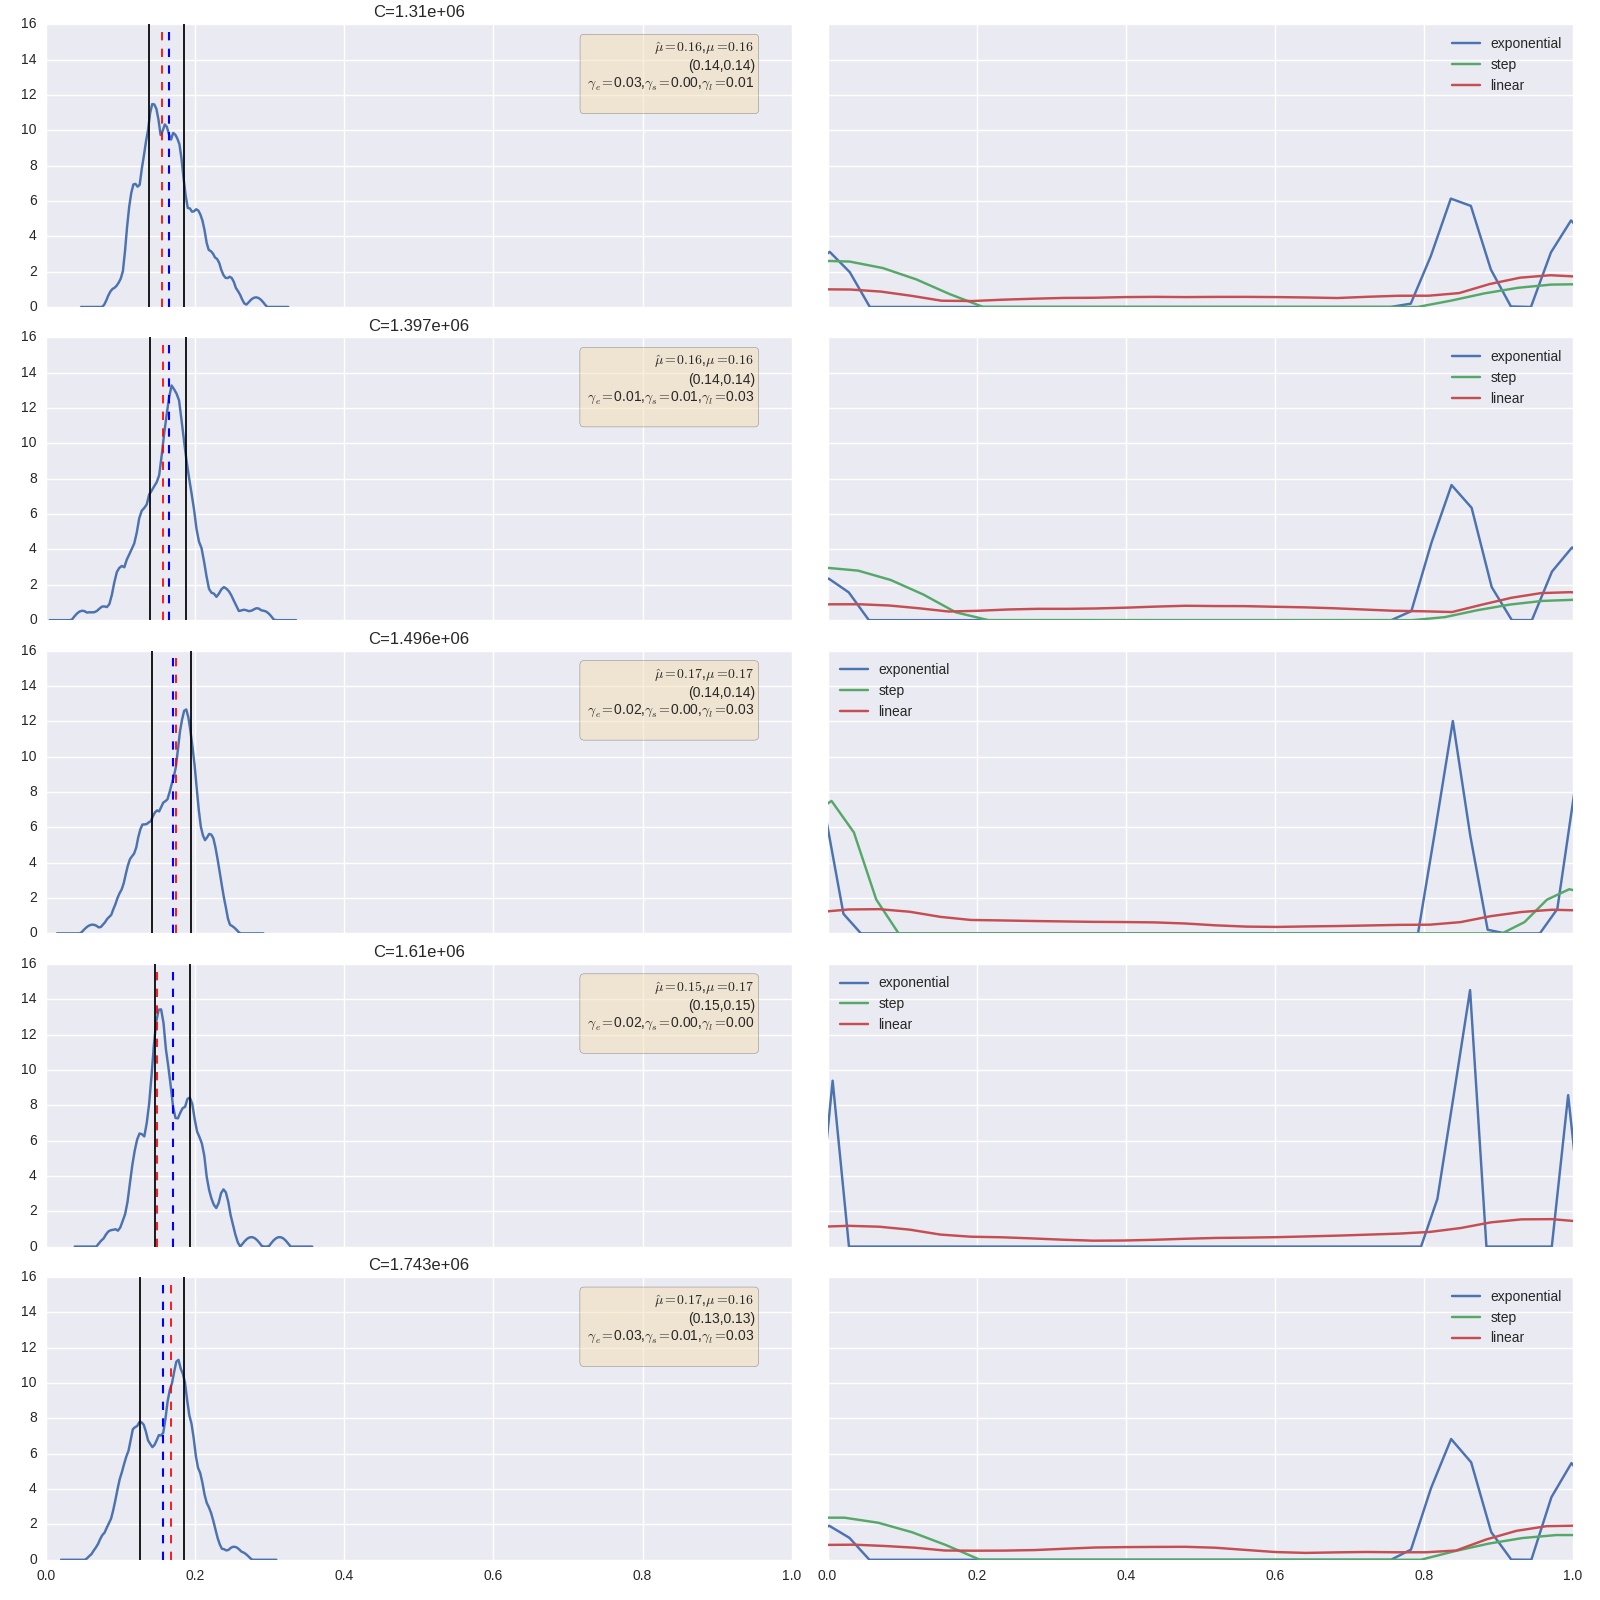 C=1.31e+06
16
14
12
10
8
6
4
2
0
μ̂=0.16,μ=0.16
(0.14,0.14)
γₑ=0.03,γₛ=0.00,γₗ=0.01
exponential
step
linear
C=1.397e+06
16
14
12
10
8
6
4
2
0
μ̂=0.16,μ=0.16
(0.14,0.14)
γₑ=0.01,γₛ=0.01,γₗ=0.03
exponential
step
linear
C=1.496e+06
16
14
12
10
8
6
4
2
0
μ̂=0.17,μ=0.17
(0.14,0.14)
γₑ=0.02,γₛ=0.00,γₗ=0.03
exponential
step
linear
C=1.61e+06
16
14
12
10
8
6
4
2
0
μ̂=0.15,μ=0.17
(0.15,0.15)
γₑ=0.02,γₛ=0.00,γₗ=0.00
exponential
step
linear
C=1.743e+06
16
14
12
10
8
6
4
2
0
μ̂=0.17,μ=0.16
(0.13,0.13)
γₑ=0.03,γₛ=0.01,γₗ=0.03
exponential
step
linear
0.0 0.2 0.4 0.6 0.8 1.0
0.0 0.2 0.4 0.6 0.8 1.0